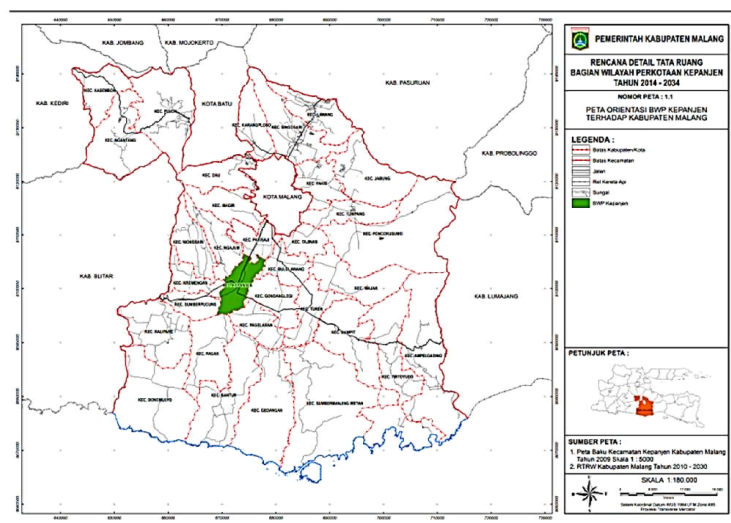 KAB. JOMBANG
KAB. MOJOKERTO
KAB. PASURUAN
KAB. KEDIRI
KOTA BATU
KAB. PROBOLINGGO
KOTA MALANG
KAB. BLITAR
KAB. LUMAJANG
KEC. KASEMBON
KEC. PUJON
KEC. NGANTANG
KEC. KARANGPLOSO
KEC. SINGOSARI
KEC. LAWANG
KEC. DAU
KEC. PAKIS
KEC. JABUNG
KEC. TUMPANG
KEC. WAGIR
KEC. PONCOKUSUMO
KEC. WONOSARI
KEC. NGAJUM
KEC. PAKISAJI
KEC. TAJINAN
KEC. BULULAWANG
KEC. WAJAK
KEC. KROMENGAN
KEC. SUMBERPUCUNG
KEC. GONDANGLEGI
KEC. TUREN
KEC. KALIPARE
KEC. PAGELARAN
KEC. DAMPIT
KEC. PAGAK
KEC. AMPELGADING
KEC. TIRTOYUDO
KEC. DONOMULYO
KEC. BANTUR
KEC. GEDANGAN
KEC. SUMBERMANJING WETAN
PEMERINTAH KABUPATEN MALANG
RENCANA DETAIL TATA RUANG
BAGIAN WILAYAH PERKOTAAN KEPANJEN
TAHUN 2014 - 2034
NOMOR PETA : 1.1
PETA ORIENTASI BWP KEPANJEN
TERHADAP KABUPATEN MALANG
LEGENDA :
Batas Kabupaten/Kota
Batas Kecamatan
Jalan
Rel Kereta Api
Sungai
BWP Kepanjen
PETUNJUK PETA :
SUMBER PETA :
1. Peta Baku Kecamatan Kepanjen Kabupaten Malang
Tahun 2009 Skala 1 : 5000
2. RTRW Kabupaten Malang Tahun 2010 - 2030
SKALA 1:180.000